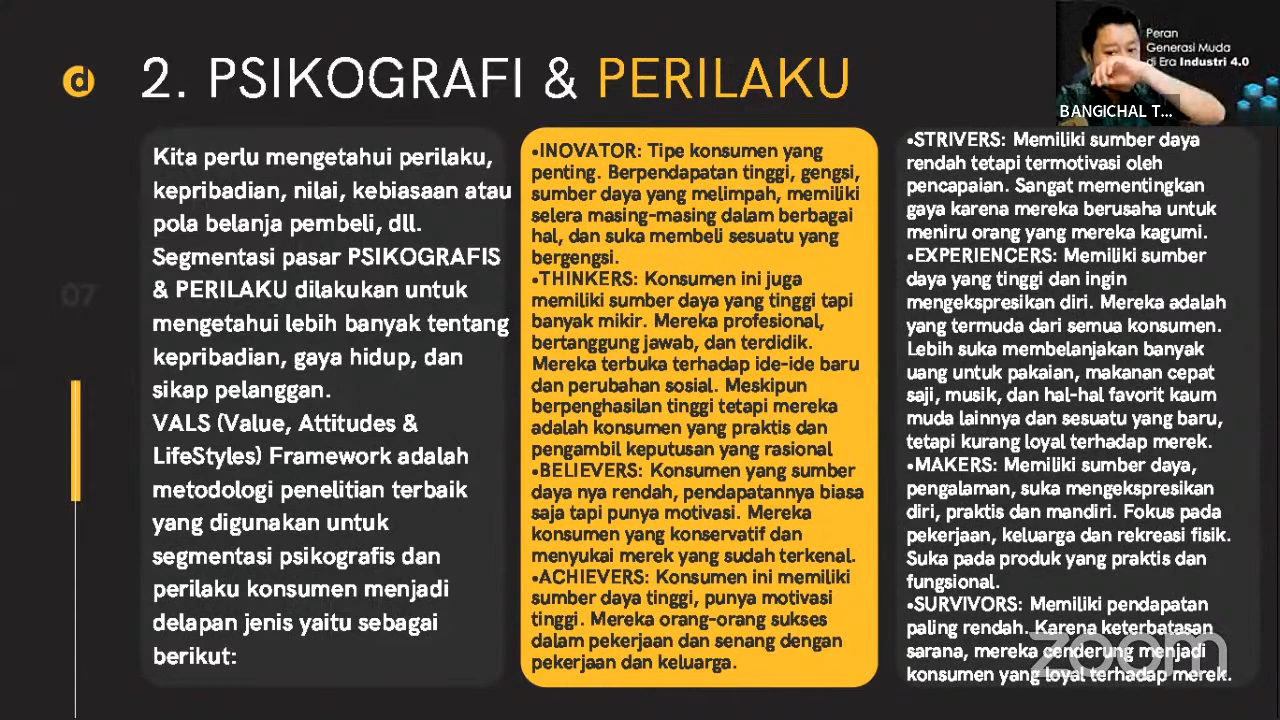 2. PSIKOGRAFI & PERILAKU
Peran
Generasi Muda
di Era Industri 4.0
BANGICHAL T...
07
Kita perlu mengetahui perilaku,
kepribadian, nilai, kebiasaan atau
pola belanja pembeli, dll.
Segmentasi pasar PSIKOGRAFIS
& PERILAKU dilakukan untuk
mengetahui lebih banyak tentang
kepribadian, gaya hidup, dan
sikap pelanggan.
VALS (Value, Attitudes &
LifeStyles) Framework adalah
metodologi penelitian terbaik
yang digunakan untuk
segmentasi psikografis dan
perilaku konsumen menjadi
delapan jenis yaitu sebagai
berikut:
•INOVATOR: Tipe konsumen yang
penting. Berpendapatan tinggi, gengsi,
sumber daya yang melimpah, memiliki
selera masing-masing dalam berbagai
hal, dan suka membeli sesuatu yang
bergengsi.
•THINKERS: Konsumen ini juga
memiliki sumber daya yang tinggi tapi
banyak mikir. Mereka profesional,
bertanggung jawab, dan terdidik.
Mereka terbuka terhadap ide-ide baru
dan perubahan sosial. Meskipun
berpenghasilan tinggi tetapi mereka
adalah konsumen yang praktis dan
pengambil keputusan yang rasional
•BELIEVERS: Konsumen yang sumber
daya nya rendah, pendapatannya biasa
saja tapi punya motivasi. Mereka
konsumen yang konservatif dan
menyukai merek yang sudah terkenal.
•ACHIEVERS: Konsumen ini memiliki
sumber daya tinggi, punya motivasi
tinggi. Mereka orang-orang sukses
dalam pekerjaan dan senang dengan
pekerjaan dan keluarga.
•STRIVERS: Memiliki sumber daya
rendah tetapi termotivasi oleh
pencapaian. Sangat mementingkan
gaya karena mereka berusaha untuk
meniru orang yang mereka kagumi.
•EXPERIENCERS: Memiliki sumber
daya yang tinggi dan ingin
mengekspresikan diri. Mereka adalah
yang termuda dari semua konsumen.
Lebih suka membelanjakan banyak
uang untuk pakaian, makanan cepat
saji, musik, dan hal-hal favorit kaum
muda lainnya dan sesuatu yang baru,
tetapi kurang loyal terhadap merek.
•MAKERS: Memiliki sumber daya,
pengalaman, suka mengekspresikan
diri, praktis dan mandiri. Fokus pada
pekerjaan, keluarga dan rekreasi fisik.
Suka pada produk yang praktis dan
fungsional.
•SURVIVORS: Memiliki pendapatan
paling rendah. Karena keterbatasan
sarana, mereka cenderung menjadi
konsumen yang loyal terhadap merek.
zoom